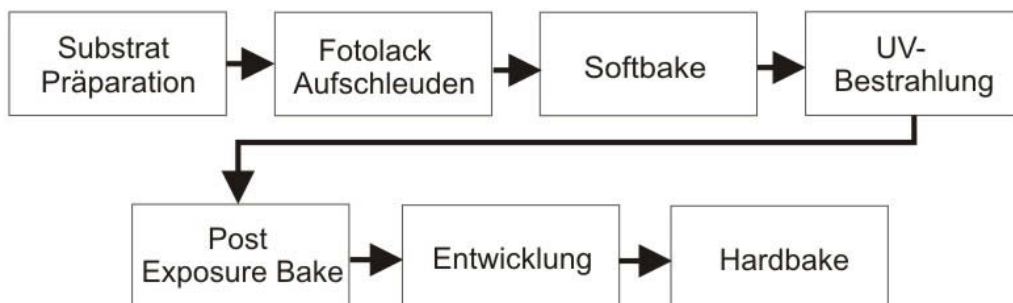 Substrat
Präparation
Fotolack
Aufschleuden
Softbake
UV-
Bestrahlung
Post
Exposure Bake
Entwicklung
Hardbake